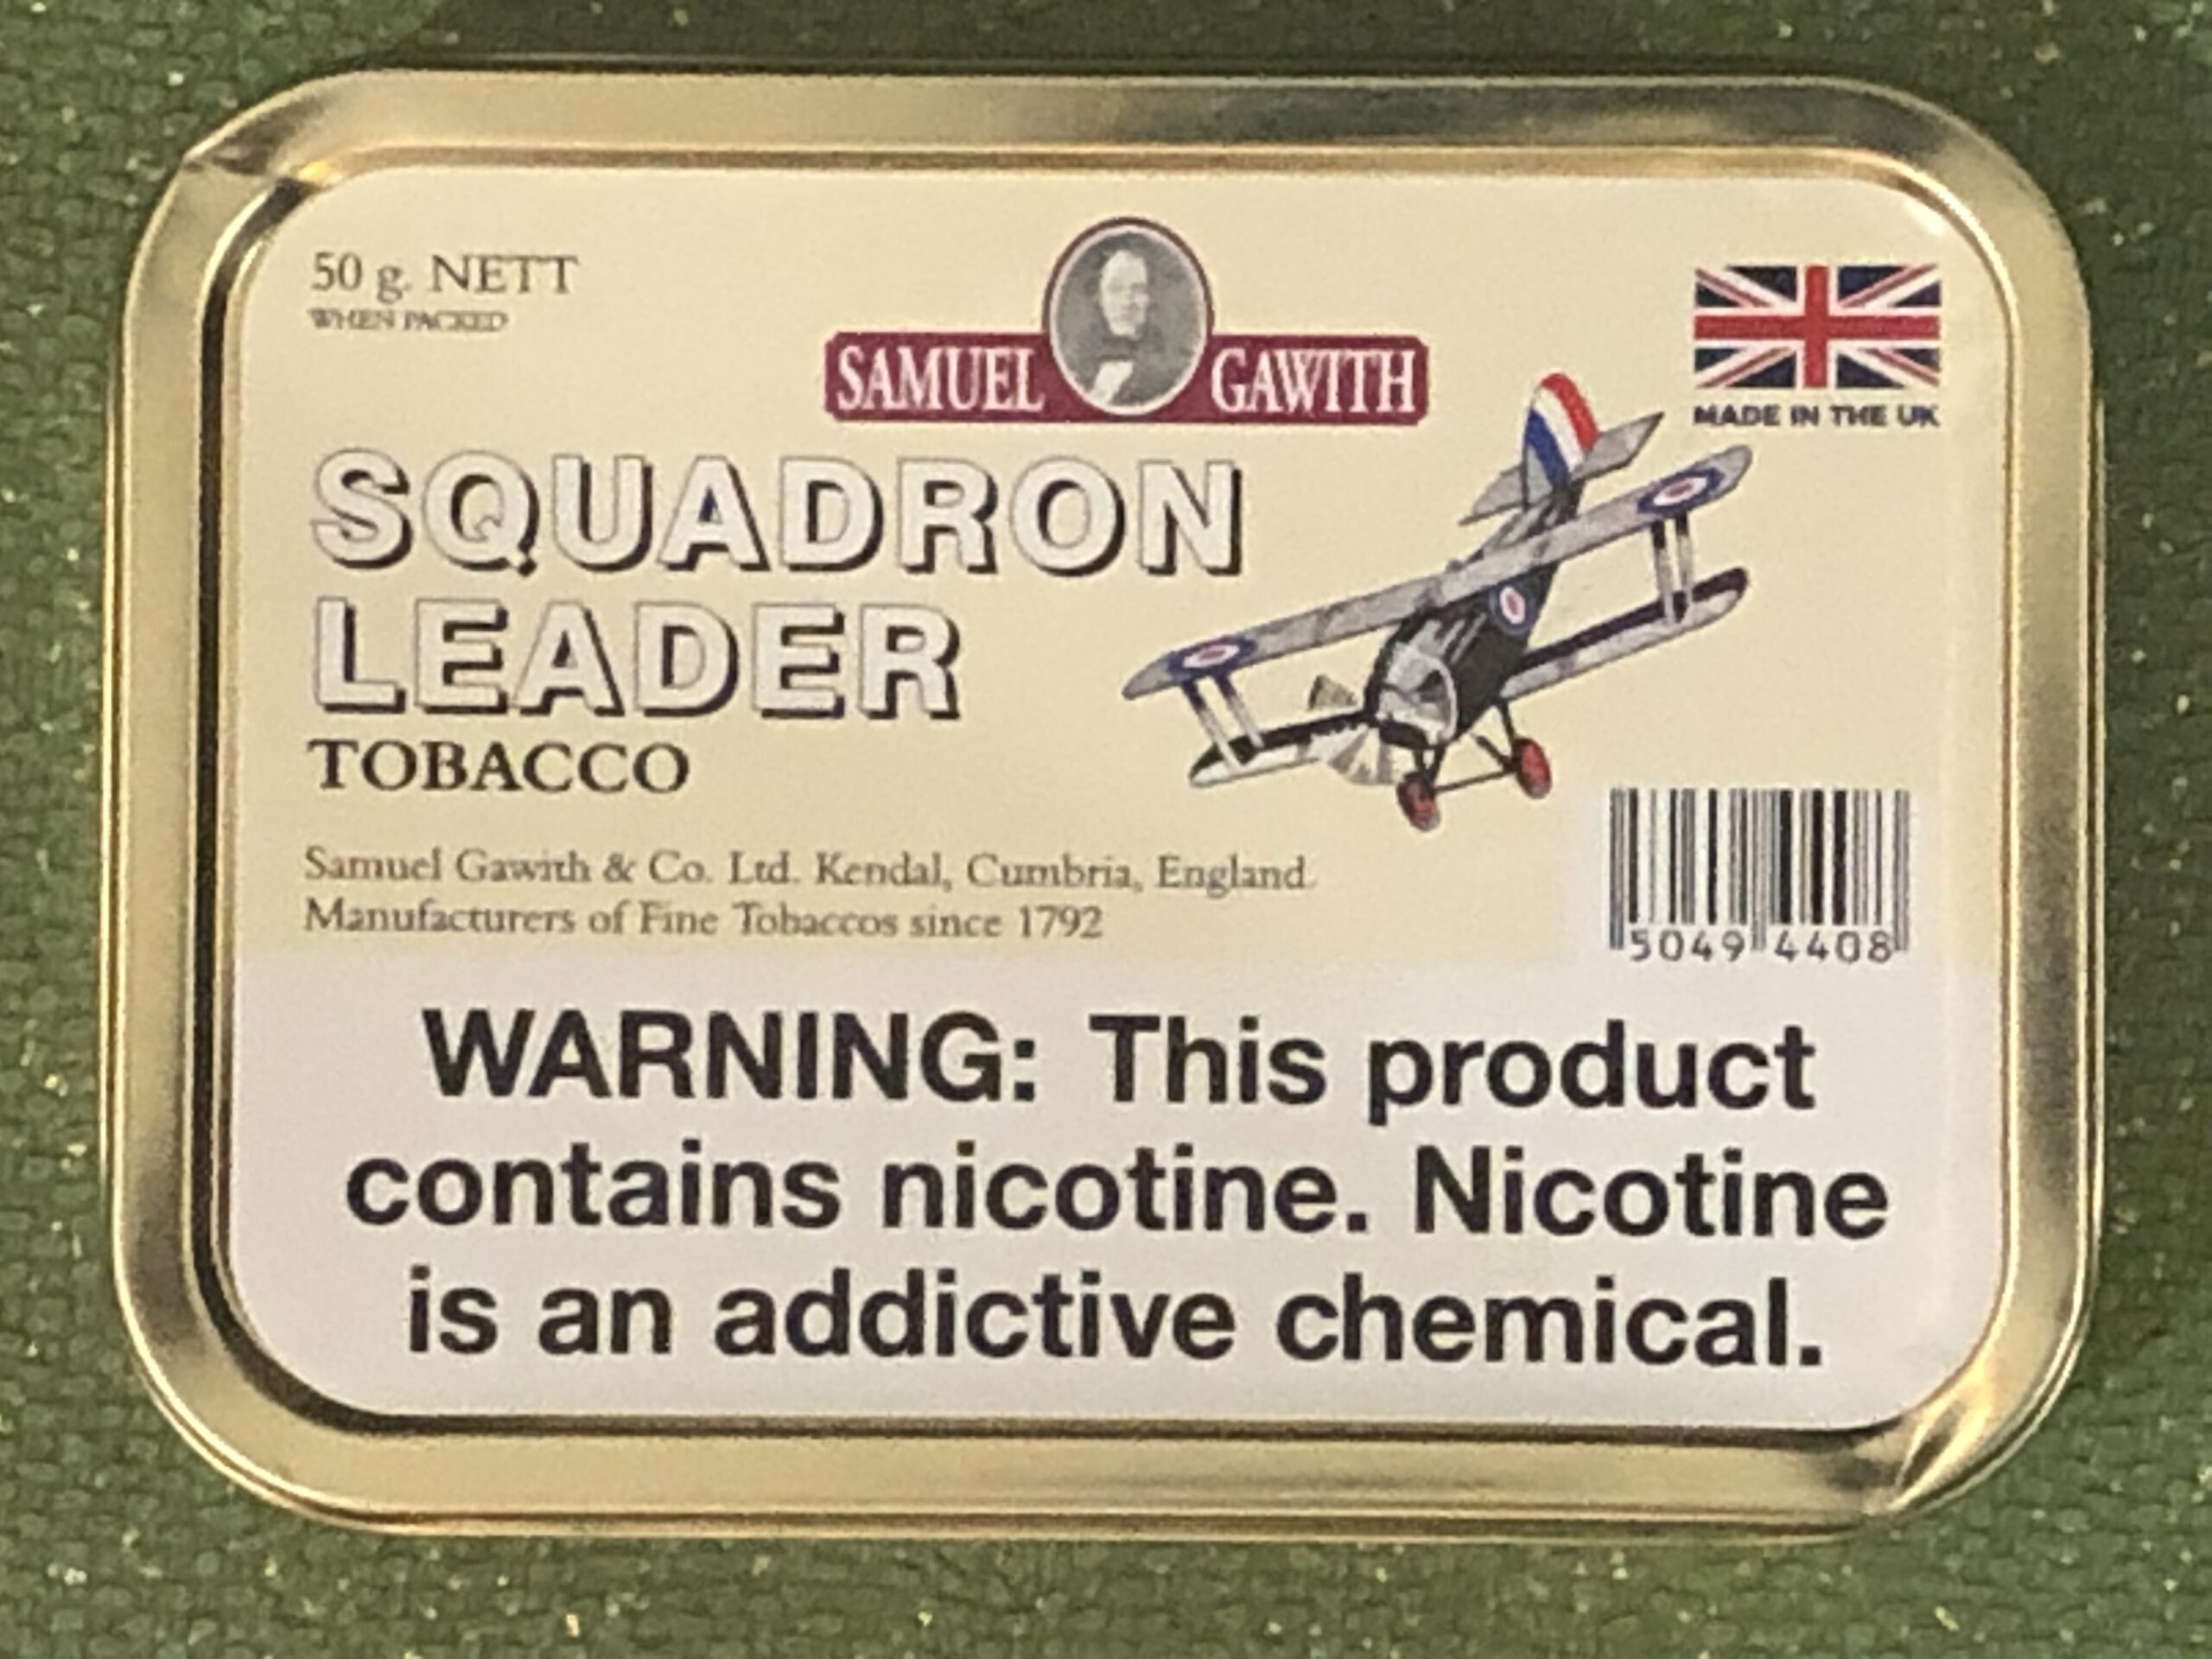 50 g. NETT
WHEN PACKED
SAMUEL GAWITH
MADE IN THE UK
SQUADRON
LEADER
TOBACCO
Samuel Gawith & Co. Ltd. Kendal, Cumbria, England.
Manufacturers of Fine Tobaccos since 1792
5049 4408
WARNING: This product
contains nicotine. Nicotine
is an addictive chemical.